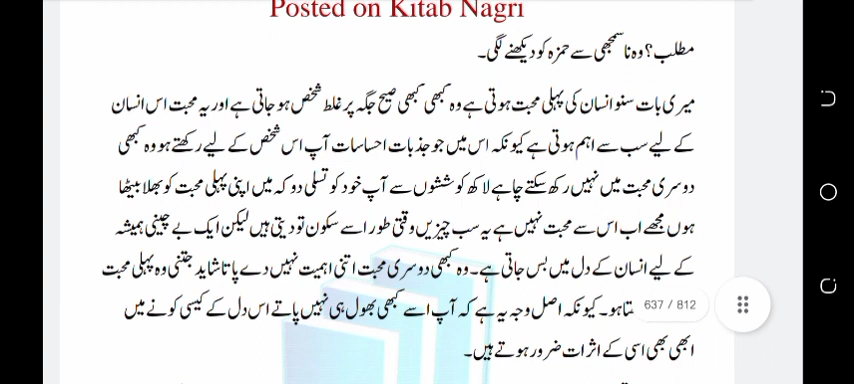 Posted on Kitab Nagri
مطلب؟ وہ ناسمجھی سے حمزہ کو دیکھنے لگی۔
میری بات سنو انسان کی پہلی محبت ہوتی ہے وہ کبھی کبھی صیح جگہ پر غلط شخص ہو جاتی ہے اور یہ محبت اس انسان
کے لیے سب سے اہم ہوتی ہے کیونکہ اس میں جو جذبات احساسات آپ اس شخص کے لیے رکھتے ہو وہ کبھی
دوسری محبت میں نہیں رکھ سکتے چاہے لاکھ کوششوں سے آپ خود کو تسلی دو کہ میں اپنی پہلی محبت کو بھلا بیٹھا
ہوں مجھے اب اس سے محبت نہیں ہے یہ سب چیزیں وقتی طور اسے سکون تو دیتی ہیں لیکن ایک بے چینی ہمیشہ
کے لیے انسان کے دل میں بس جاتی ہے۔ وہ کبھی دوسری محبت اتنی اہمیت نہیں دے پاتا شاید جتنی وہ پہلی محبت
ہو۔ کیونکہ اصل وجہ یہ ہے کہ آپ اسے کبھی بھول ہی نہیں پاتے اس دل کے کیسی کونے میں
637 / 812
ابھی بھی اسی کے اثرات ضرور ہوتے ہیں۔